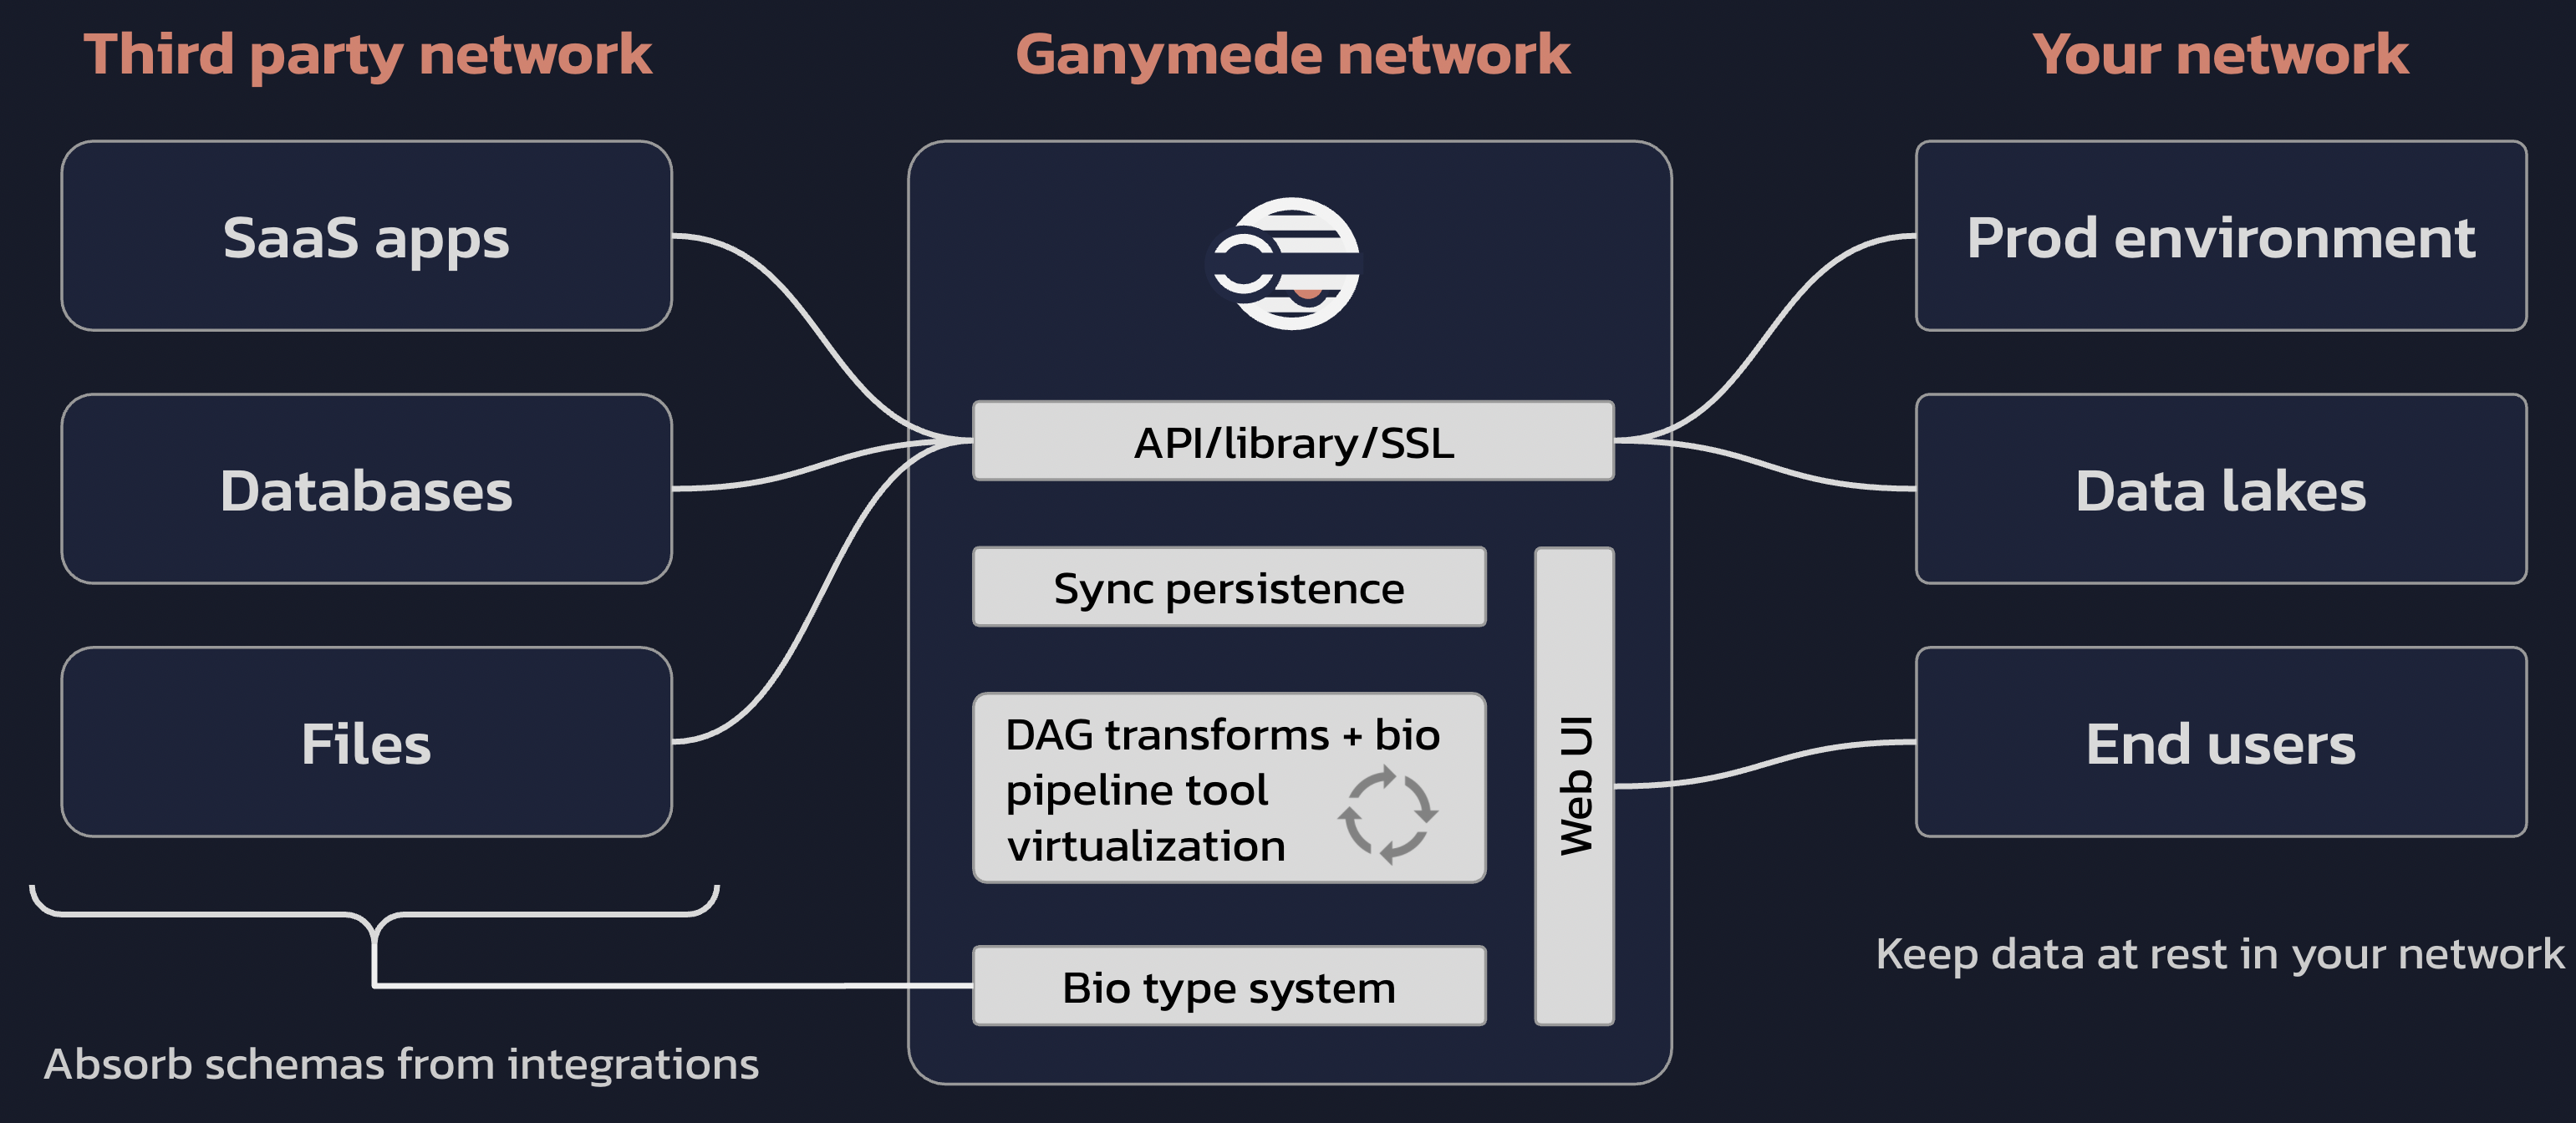 Third party network
SaaS apps
Databases
Files
Absorb schemas from integrations
Ganymede network
API/library/SSL
Sync persistence
DAG transforms + bio
pipeline tool
virtualization
Bio type system
Web UI
Your network
Prod environment
Data lakes
End users
Keep data at rest in your network